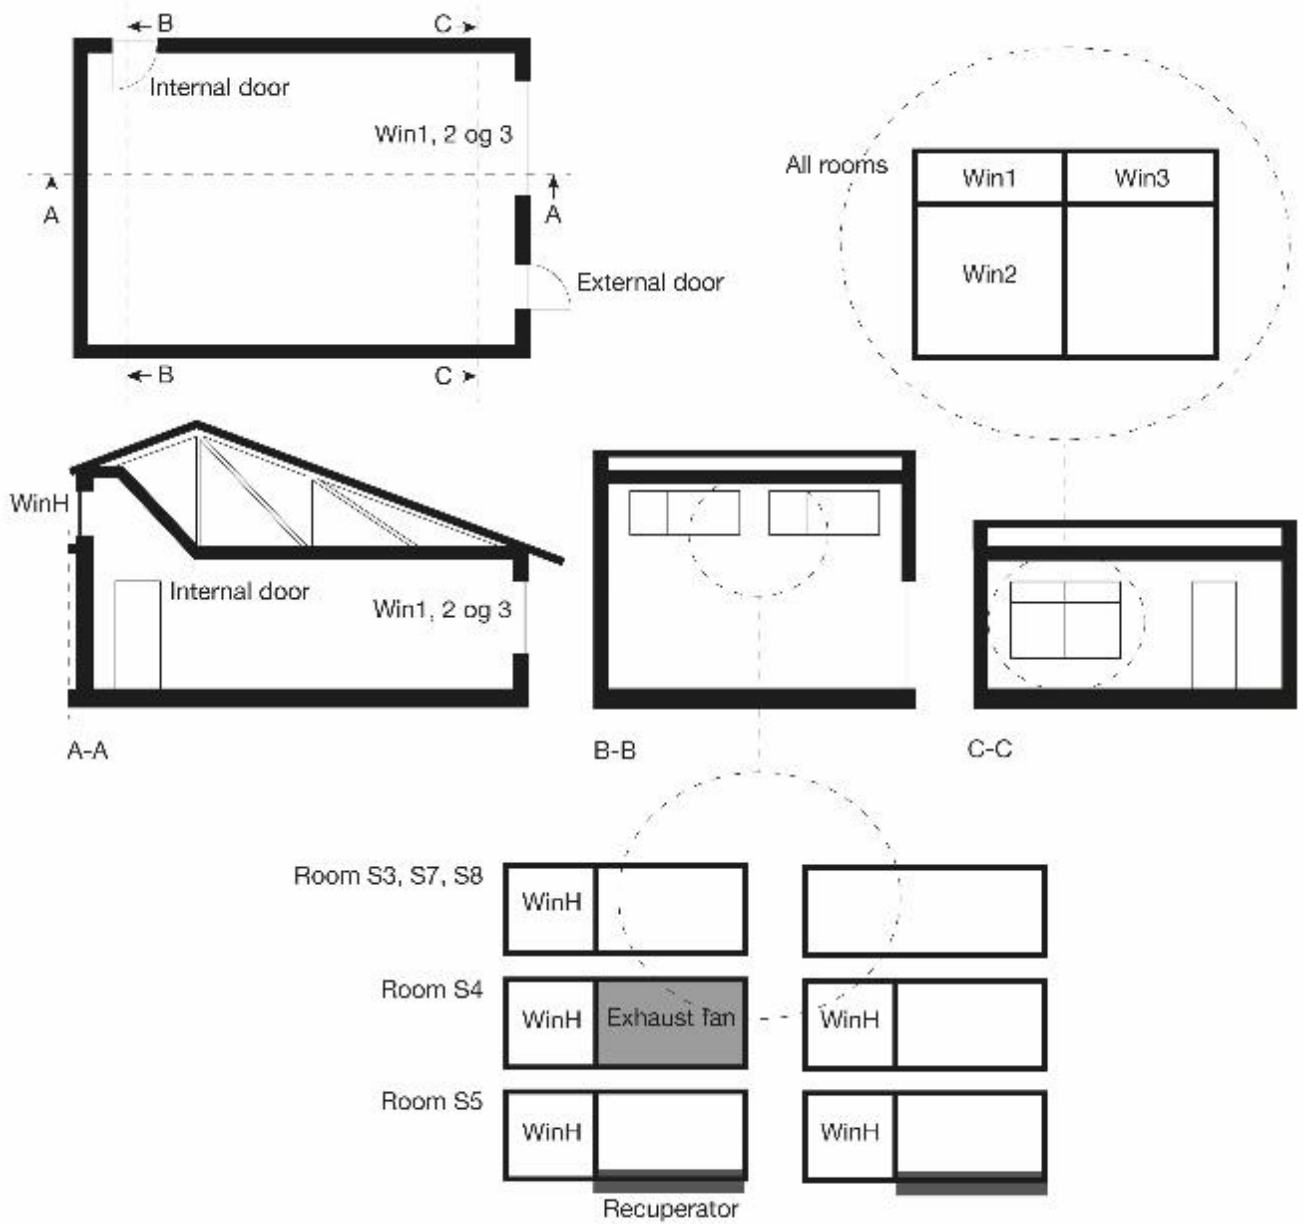 B
C
Internal door
Win1, 2 og 3
A
A
External door
B
C
All rooms
Win1
Win3
Win2
WinH
Internal door
Win1, 2 og 3
A-A
B-B
C-C
Room S3, S7, S8
WinH
Room S4
WinH
Exhaust fan
WinH
Room S5
WinH
WinH
Recuperator